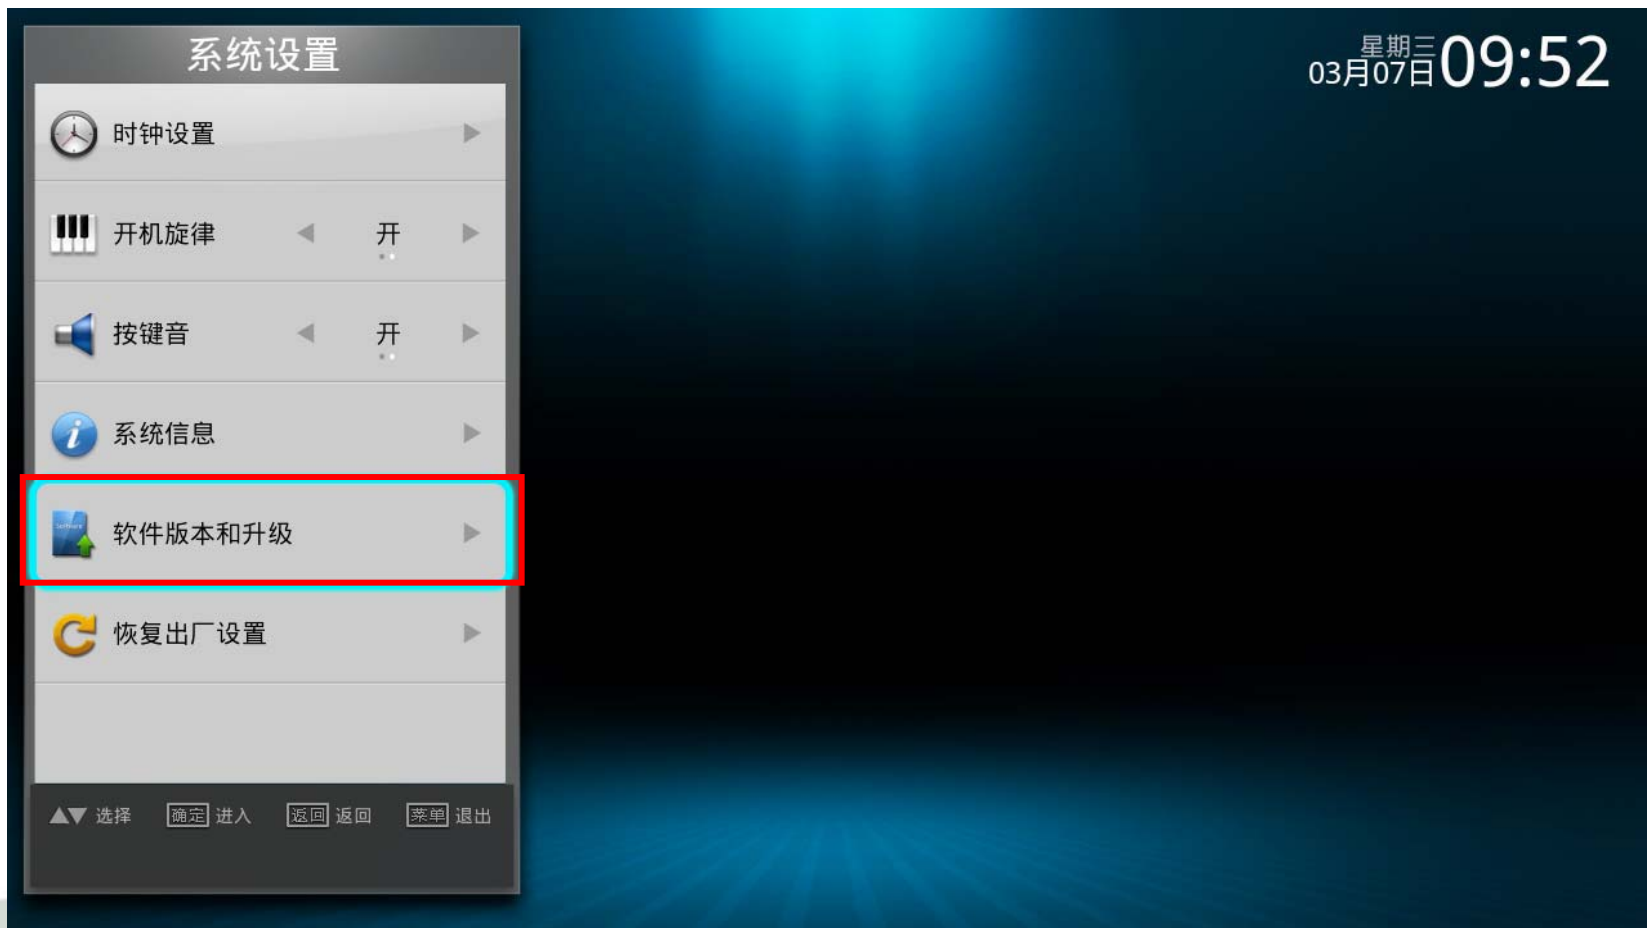 系统设置
星期三
03月07日 09:52
时钟设置
开机旋律 开
按键音 开
系统信息
软件版本和升级
恢复出厂设置
选择 确定 进入 返回 返回 菜单 退出